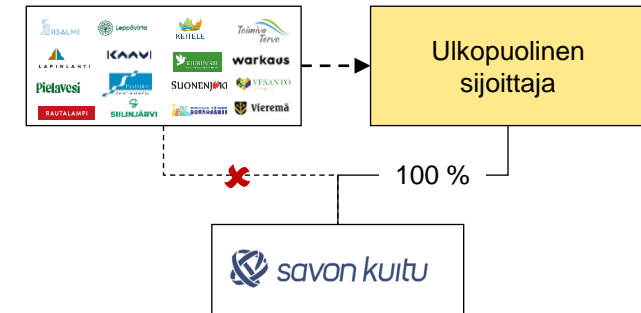 IISALMI Leppävirta KEITELE Toimiva Tervo
LAPINLAHTI KAAVI KIURUVESI warkaus
Pielavesi SUONENJOKI VESANTO
RAUTALAMPI SIILINJÄRVI Vieremä
Ulkopuolinen
sijoittaja
100 %
savon kuitu